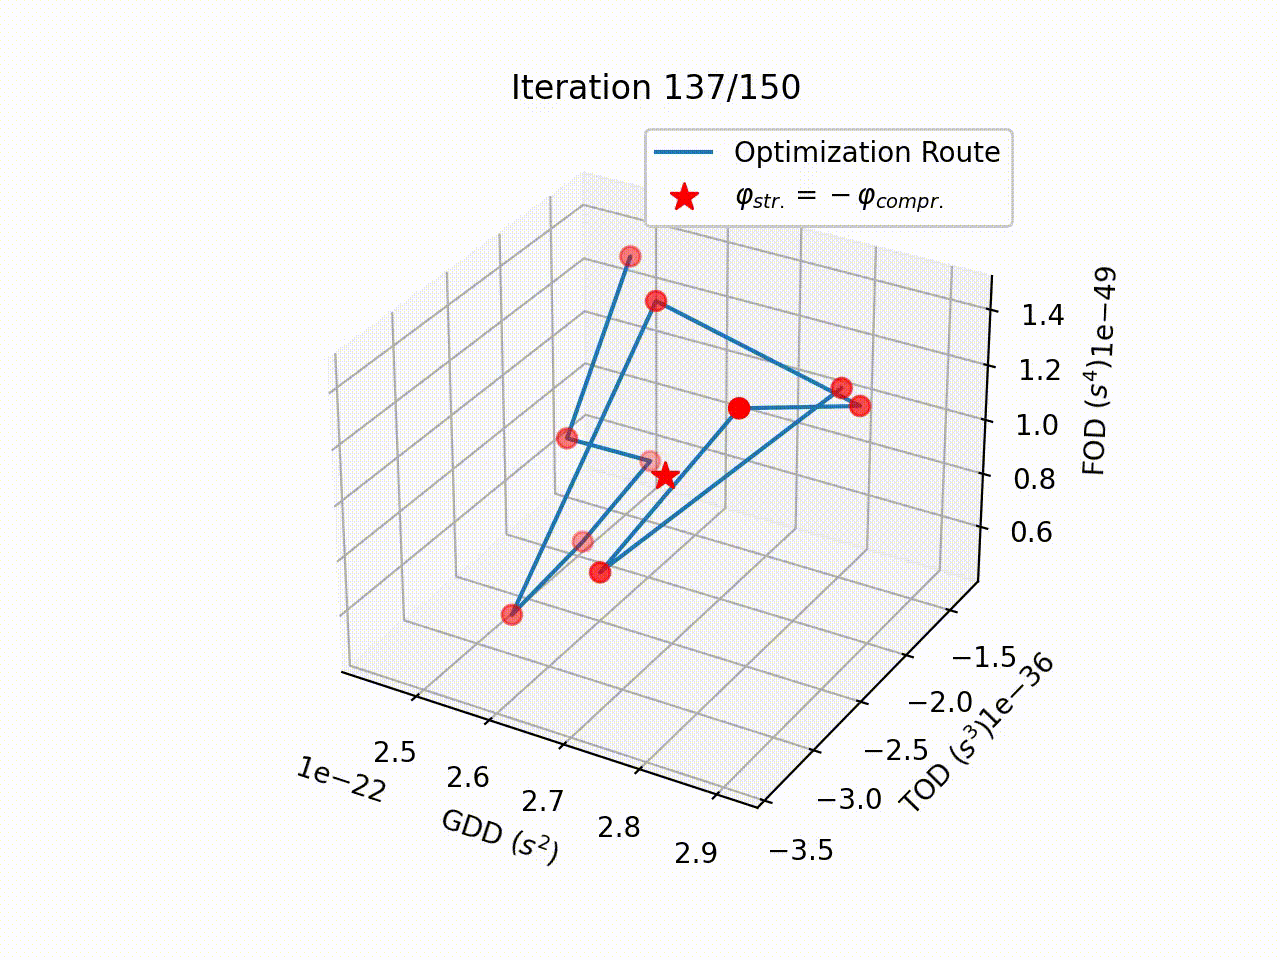 Iteration 137/150
Optimization Route
φstr. = −φcompr.
1.4
1.2
1.0
0.8
0.6
FOD (s⁴)1e−49
−1.5
−2.0
−2.5
−3.0
−3.5
TOD (s³)1e−36
2.5
2.6
2.7
2.8
2.9
1e−22
GDD (s²)